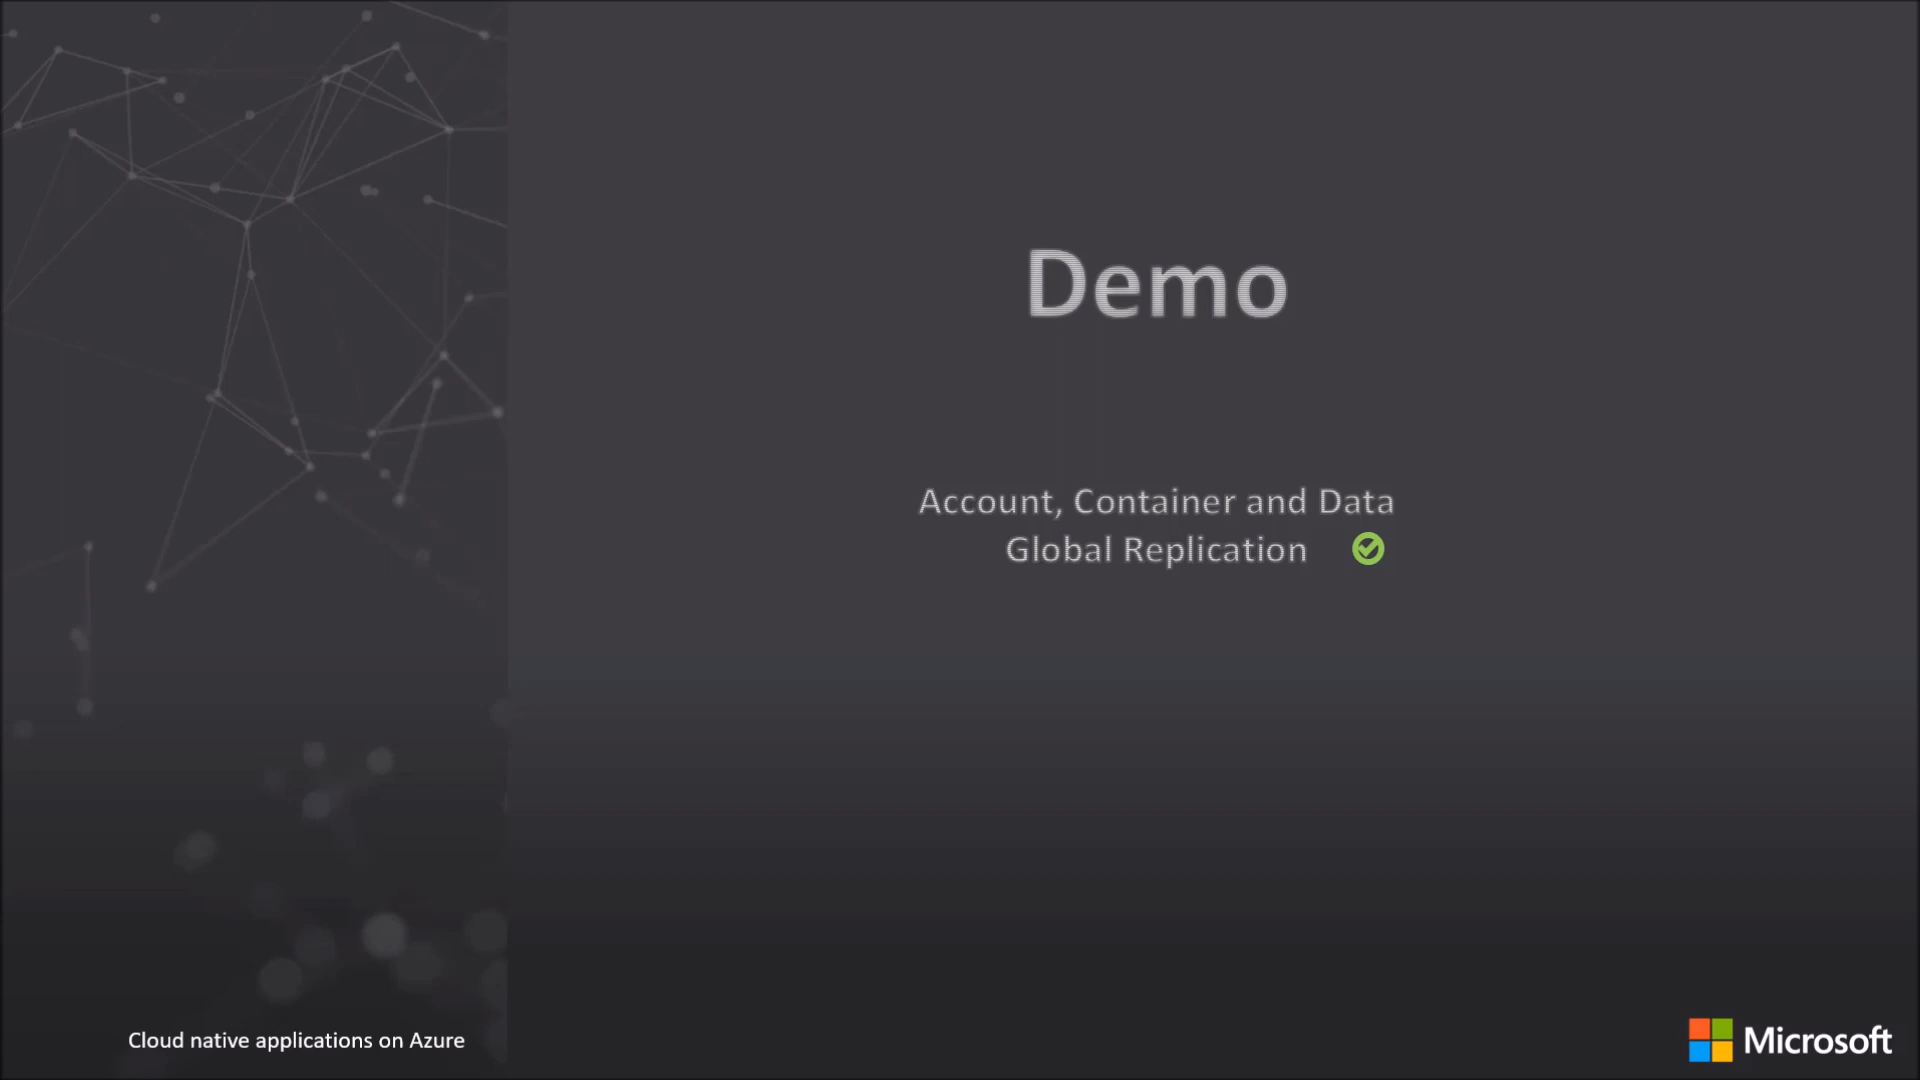 Demo
Account, Container and Data
Global Replication
Cloud native applications on Azure
Microsoft